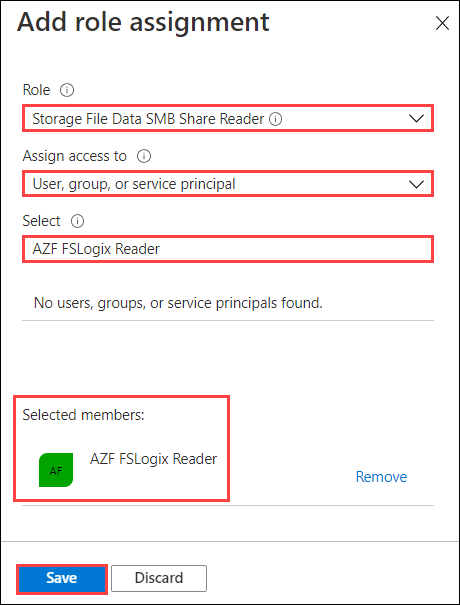 Add role assignment
Role
Storage File Data SMB Share Reader
Assign access to
User, group, or service principal
Select
AZF FSLogix Reader
No users, groups, or service principals found.
Selected members:
AF
AZF FSLogix Reader
Remove
Save
Discard